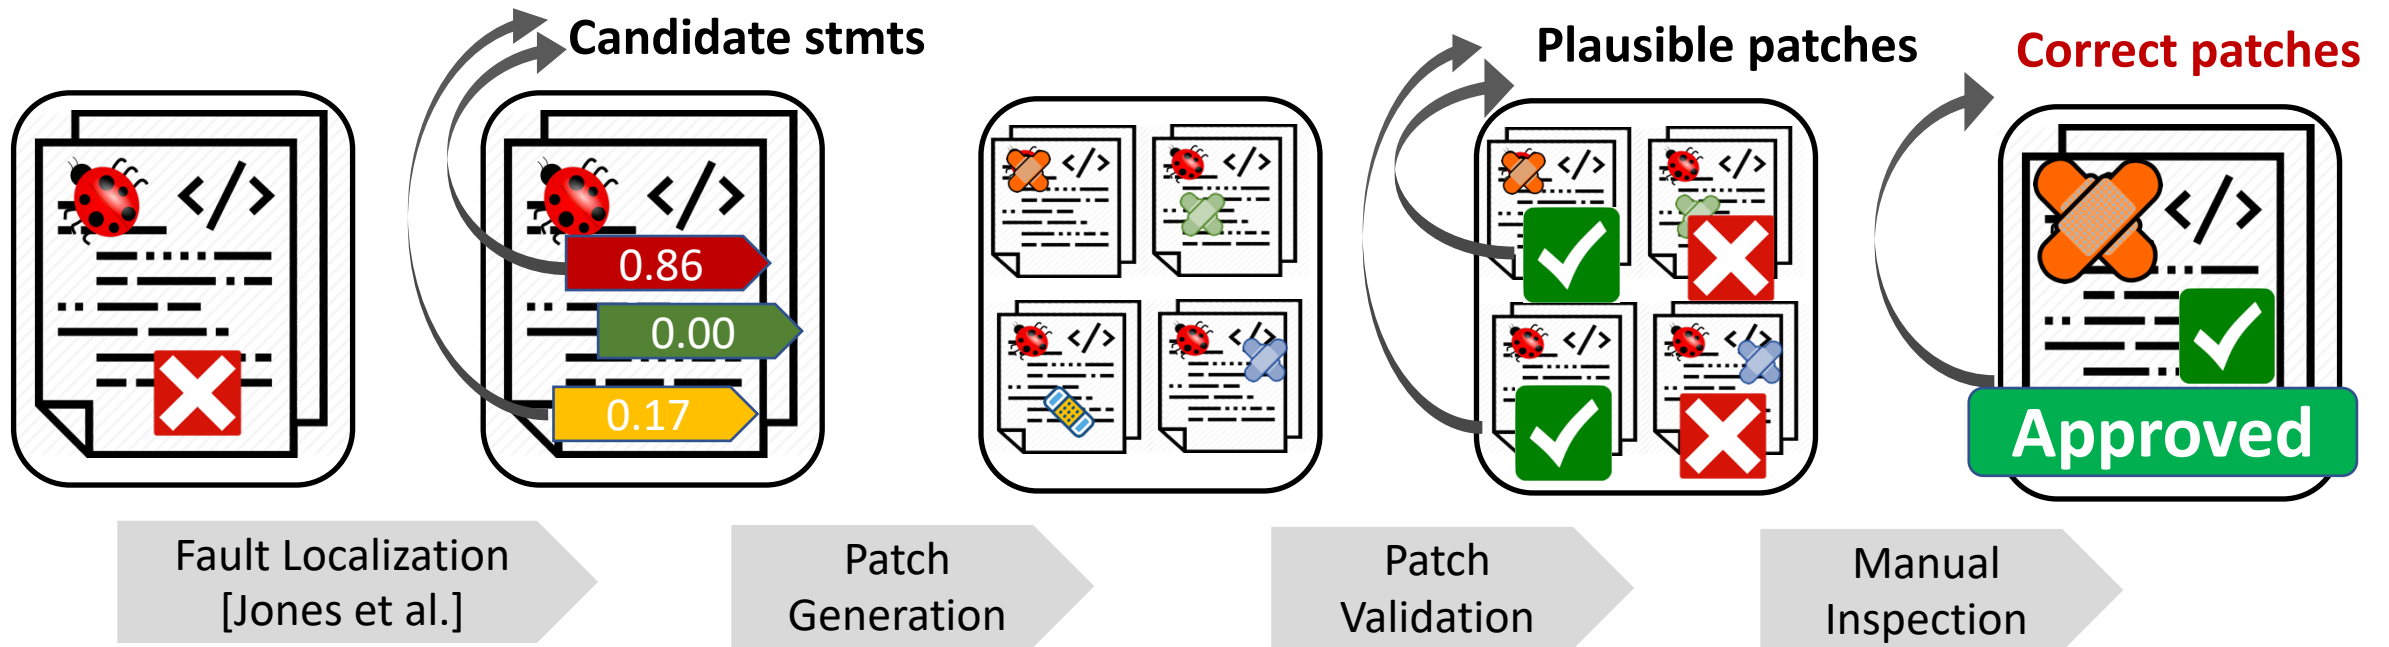 Candidate stmts
Plausible patches
Correct patches
</>
</>
0.86
0.00
0.17
</>
</>
</>
</>
</>
</>
</>
</>
</>
Approved
Fault Localization
[Jones et al.]
Patch
Generation
Patch
Validation
Manual
Inspection